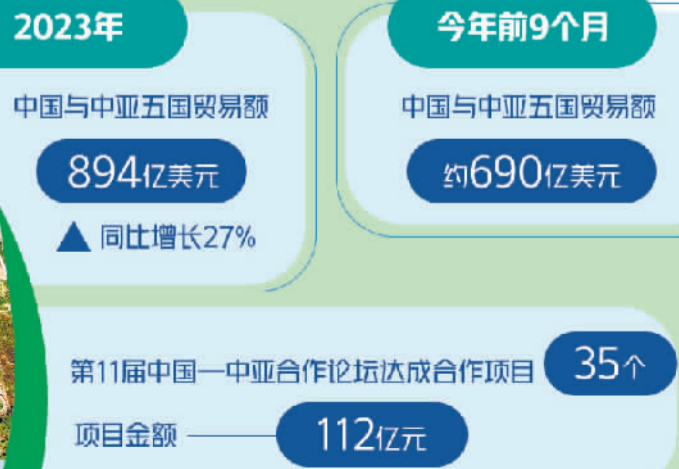 2023年
中国与中亚五国贸易额
894亿美元
同比增长27%
今年前9个月
中国与中亚五国贸易额
约690亿美元
第11届中国—中亚合作论坛达成合作项目 35个
项目金额 112亿元